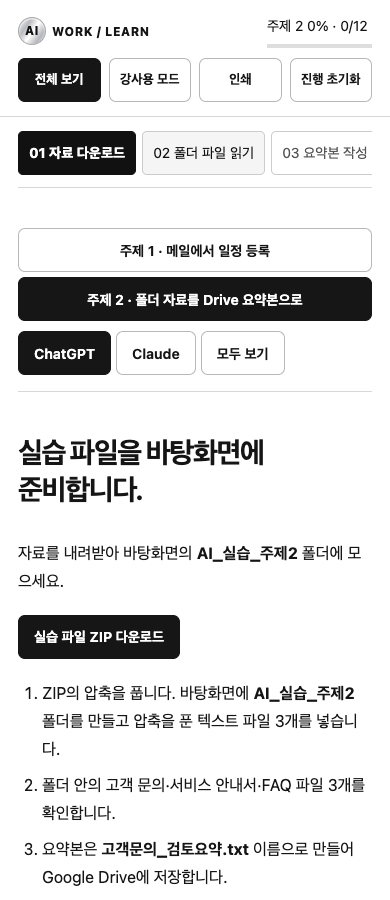 AI WORK / LEARN
주제 2 0% · 0/12
전체 보기 강사용 모드 인쇄 진행 초기화
01 자료 다운로드 02 폴더 파일 읽기 03 요약본 작성
주제 1 · 메일에서 일정 등록
주제 2 · 폴더 자료를 Drive 요약본으로
ChatGPT Claude 모두 보기
실습 파일을 바탕화면에
준비합니다.
자료를 내려받아 바탕화면의 AI_실습_주제2 폴더에 모
으세요.
실습 파일 ZIP 다운로드
1. ZIP의 압축을 풉니다. 바탕화면에 AI_실습_주제2
폴더를 만들고 압축을 푼 텍스트 파일 3개를 넣습니
다.
2. 폴더 안의 고객 문의·서비스 안내서·FAQ 파일 3개를
확인합니다.
3. 요약본은 고객문의_검토요약.txt 이름으로 만들어
Google Drive에 저장합니다.